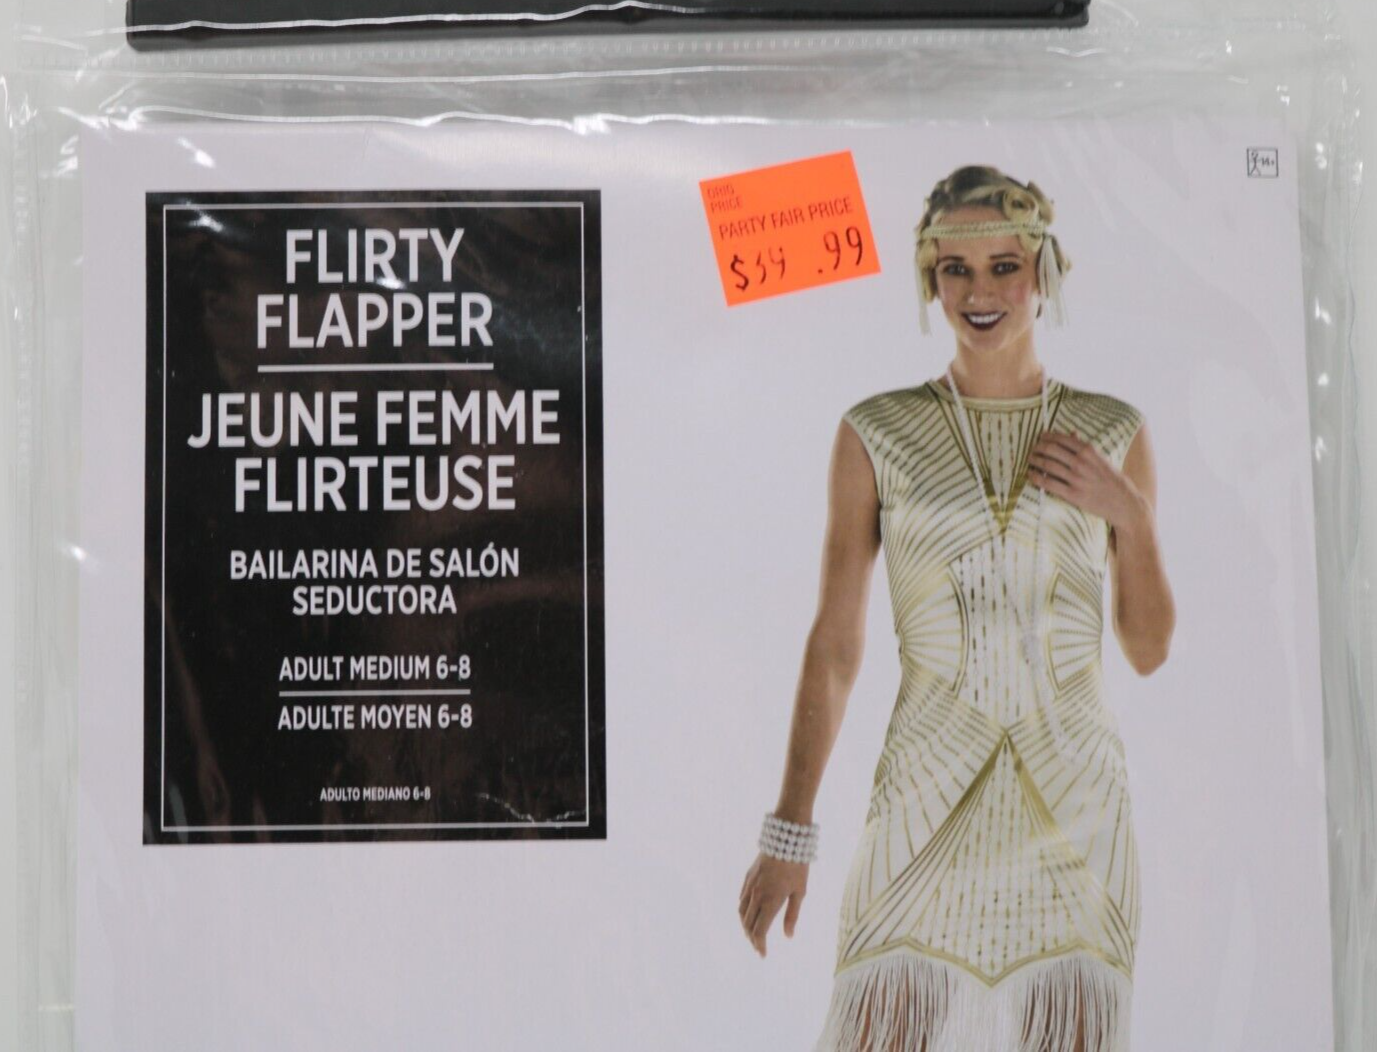 FLIRTY
FLAPPER
JEUNE FEMME
FLIRTEUSE
BAILARINA DE SALÓN
SEDUCTORA
ADULT MEDIUM 6-8
ADULTE MOYEN 6-8
ADULTO MEDIANO 6-8
ORIG
PRICE
PARTY FAIR PRICE
$34.99
14+